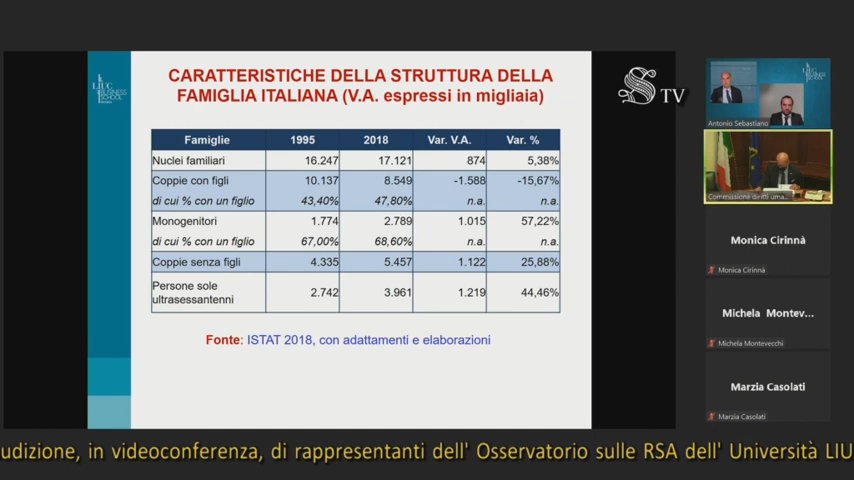 LIUC
BUSINESS
SCHOOL
CARATTERISTICHE DELLA STRUTTURA DELLA
FAMIGLIA ITALIANA (V.A. espressi in migliaia)
Famiglie 1995 2018 Var. V.A. Var. %
Nuclei familiari 16.247 17.121 874 5,38%
Coppie con figli 10.137 8.549 -1.588 -15,67%
di cui % con un figlio 43,40% 47,80% n.a. n.a.
Monogenitori 1.774 2.789 1.015 57,22%
di cui % con un figlio 67,00% 68,60% n.a. n.a.
Coppie senza figli 4.335 5.457 1.122 25,88%
Persone sole
ultrasessantenni 2.742 3.961 1.219 44,46%
Fonte: ISTAT 2018, con adattamenti e elaborazioni
S TV
Antonio Sebastiano
Commissione diritti uma...
Monica Cirinnà
Monica Cirinnà
Michela Montev...
Michela Montevecchi
Marzia Casolati
Marzia Casolati
udizione, in videoconferenza, di rappresentanti dell' Osservatorio sulle RSA dell' Università LIU